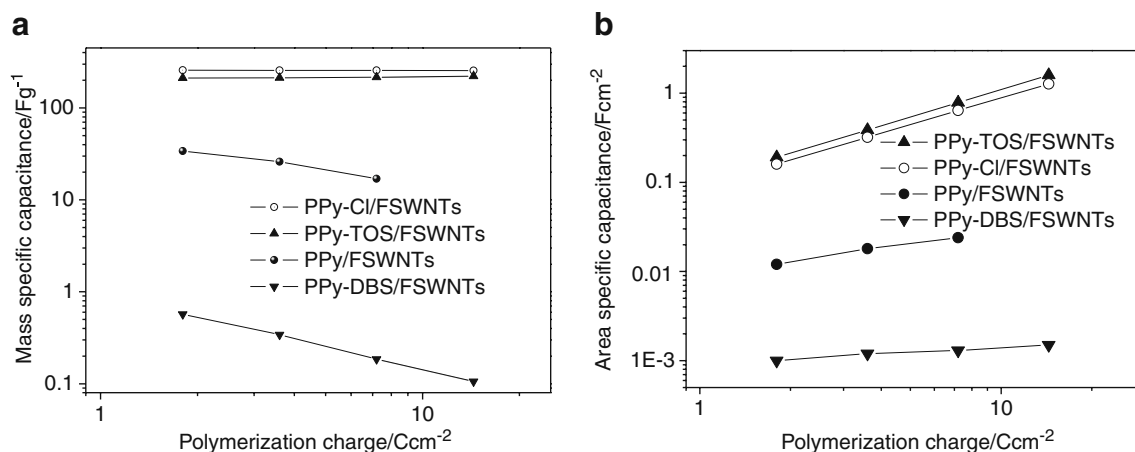 a
Mass specific capacitance/Fg⁻¹
100
10
1
0.1
PPy-Cl/FSWNTs
PPy-TOS/FSWNTs
PPy/FSWNTs
PPy-DBS/FSWNTs
1
10
Polymerization charge/Ccm⁻²
b
Area specific capacitance/Fcm⁻²
1
0.1
0.01
1E-3
PPy-TOS/FSWNTs
PPy-Cl/FSWNTs
PPy/FSWNTs
PPy-DBS/FSWNTs
1
10
Polymerization charge/Ccm⁻²